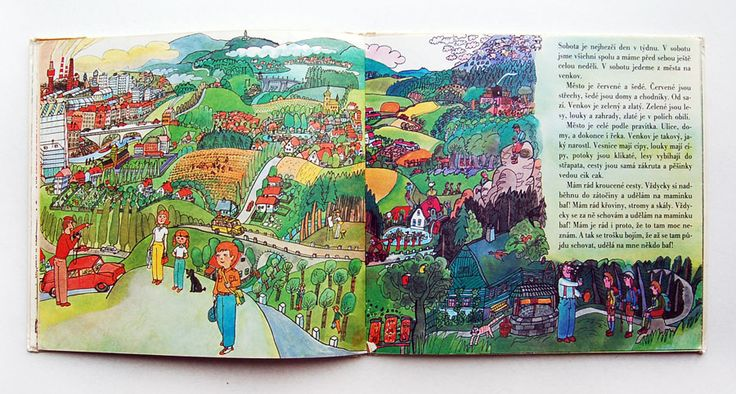 Sobota je nejhezčí den v týdnu. V sobotu
jsme všichni spolu a máme před sebou ještě
celou neděli. V sobotu jedeme z města na
venkov.
Město je červené a šedé. Červené jsou
střechy, šedé jsou domy a chodníky. Od sa-
zí. Venkov je zelený a zlatý. Zelené jsou le-
sy, louky a zahrady, zlaté je v polích obilí.
Město je celé podle pravítka. Ulice, do-
my, a dokonce i řeka. Venkov je takový, ja-
ký narostl. Vesnice mají cípy, louky mají cí-
py, potoky jsou klikaté, lesy vybíhají do
střapata, cesty jsou samá zákruta a pěšinky
vedou cik cak.
Mám rád kroucené cesty. Vždycky si nad-
běhnu do zátočiny a udělám na maminku
baf! Mám rád křoviny, stromy a skály. Vždy-
cky se za ně schovám a udělám na maminku
baf! Mám je rád i proto, že to tam moc ne-
znám. A tak se trošku bojím, že až se tam pů-
jdu schovat, udělá na mne někdo baf!